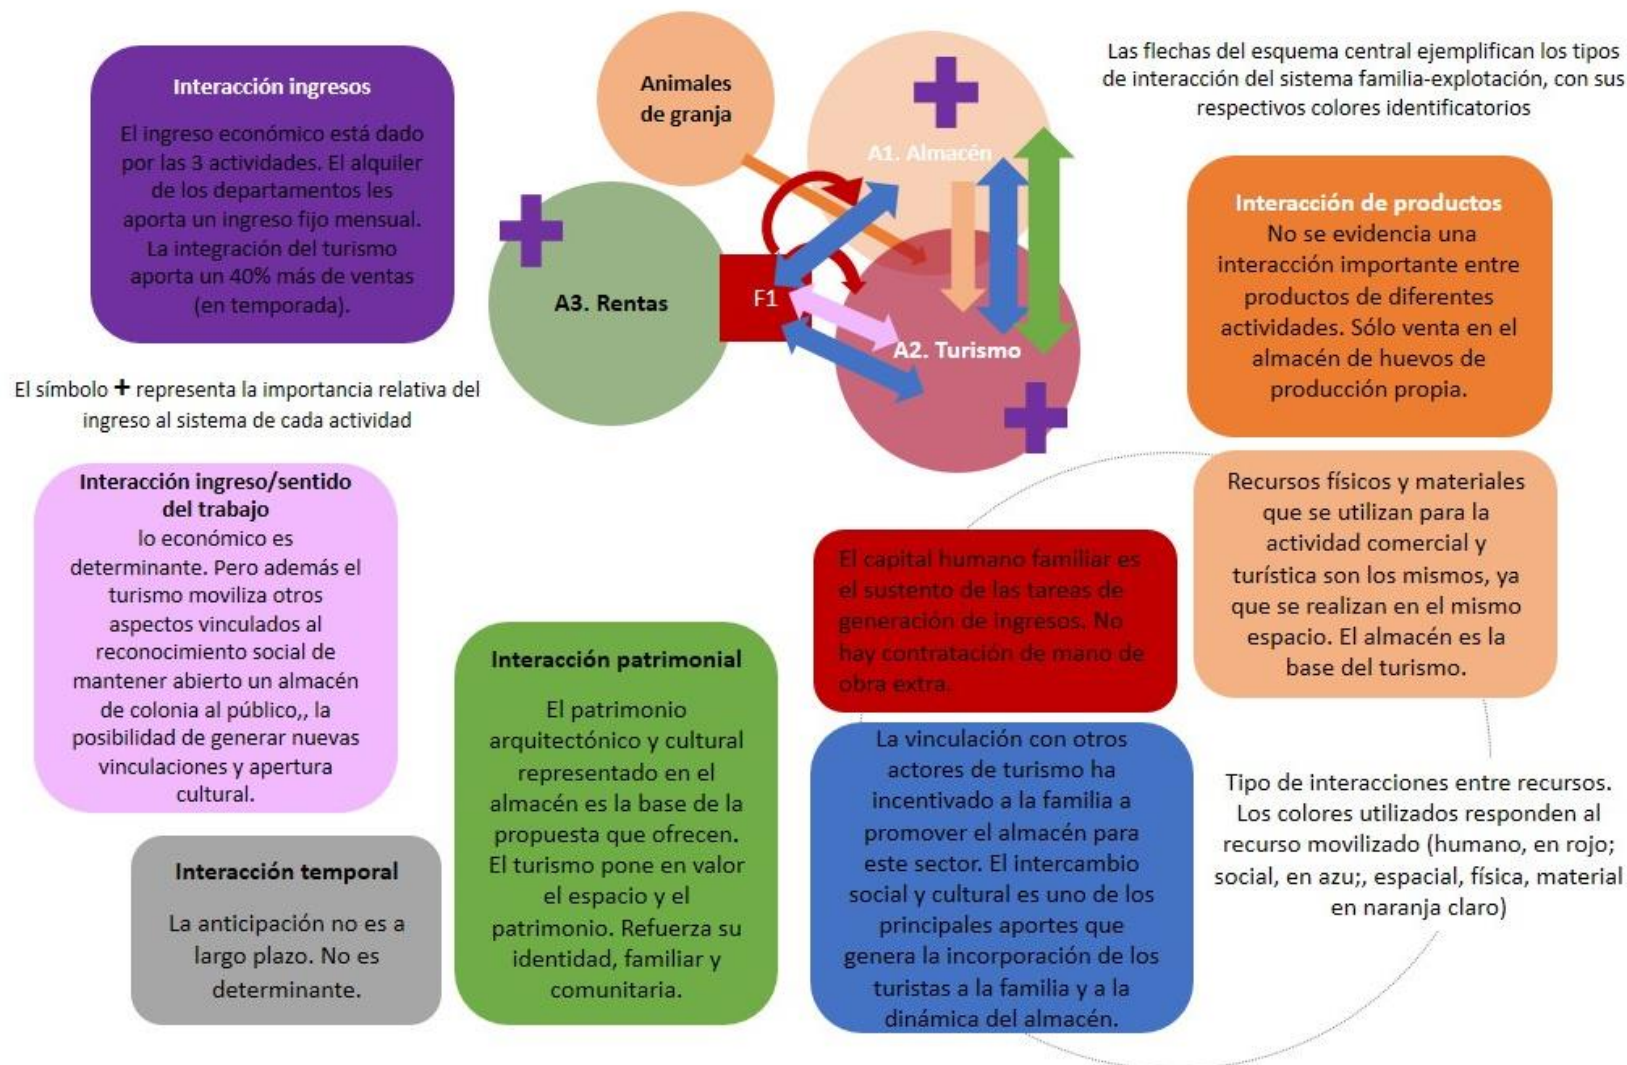 Interacción ingresos
El ingreso económico está dado
por las 3 actividades. El alquiler
de los departamentos les
aporta un ingreso fijo mensual.
La integración del turismo
aporta un 40% más de ventas
(en temporada).
Animales
de granja
A1. Almacén
A3. Rentas
F1
A2. Turismo
Las flechas del esquema central ejemplifican los tipos
de interacción del sistema familia-explotación, con sus
respectivos colores identificatorios
Interacción de productos
No se evidencia una
interacción importante entre
productos de diferentes
actividades. Sólo venta en el
almacén de huevos de
producción propia.
El símbolo + representa la importancia relativa del
ingreso al sistema de cada actividad
Interacción ingreso/sentido
del trabajo
lo económico es
determinante. Pero además el
turismo moviliza otros
aspectos vinculados al
reconocimiento social de
mantener abierto un almacén
de colonia al público,, la
posibilidad de generar nuevas
vinculaciones y apertura
cultural.
Interacción temporal
La anticipación no es a
largo plazo. No es
determinante.
Interacción patrimonial
El patrimonio
arquitectónico y cultural
representado en el
almacén es la base de la
propuesta que ofrecen.
El turismo pone en valor
el espacio y el
patrimonio. Refuerza su
identidad, familiar y
comunitaria.
El capital humano familiar es
el sustento de las tareas de
generación de ingresos. No
hay contratación de mano de
obra extra.
La vinculación con otros
actores de turismo ha
incentivado a la familia a
promover el almacén para
este sector. El intercambio
social y cultural es uno de los
principales aportes que
genera la incorporación de los
turistas a la familia y a la
dinámica del almacén.
Recursos físicos y materiales
que se utilizan para la
actividad comercial y
turística son los mismos, ya
que se realizan en el mismo
espacio. El almacén es la
base del turismo.
Tipo de interacciones entre recursos.
Los colores utilizados responden al
recurso movilizado (humano, en rojo;
social, en azu;, espacial, física, material
en naranja claro)